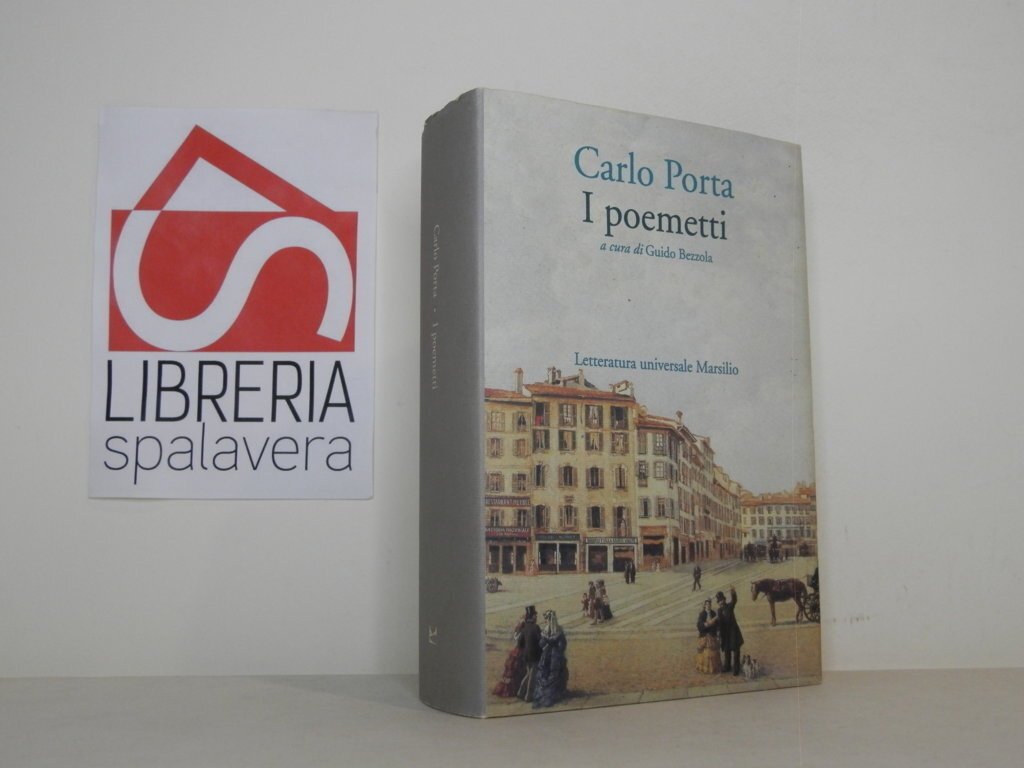 LIBRERIA
spalavera
Carlo Porta • I poemetti
Carlo Porta
I poemetti
a cura di Guido Bezzola
Letteratura universale Marsilio